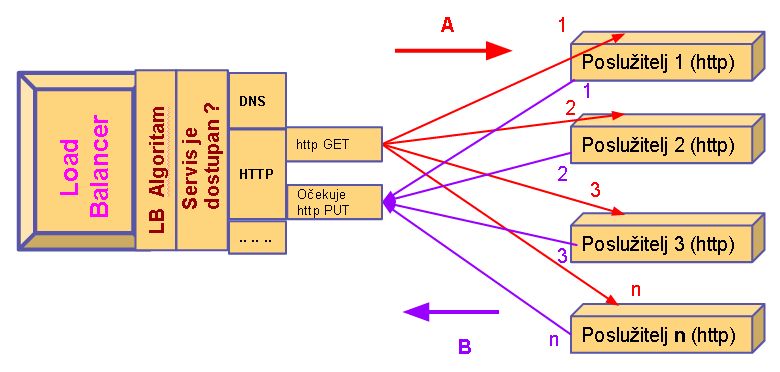 Load
Balancer
LB Algoritam
Servis je
dostupan ?
DNS
HTTP
.. .. ..
http GET
Očekuje
http PUT
A
B
1
2
3
n
1
2
3
n
Poslužitelj 1 (http)
Poslužitelj 2 (http)
Poslužitelj 3 (http)
Poslužitelj n (http)